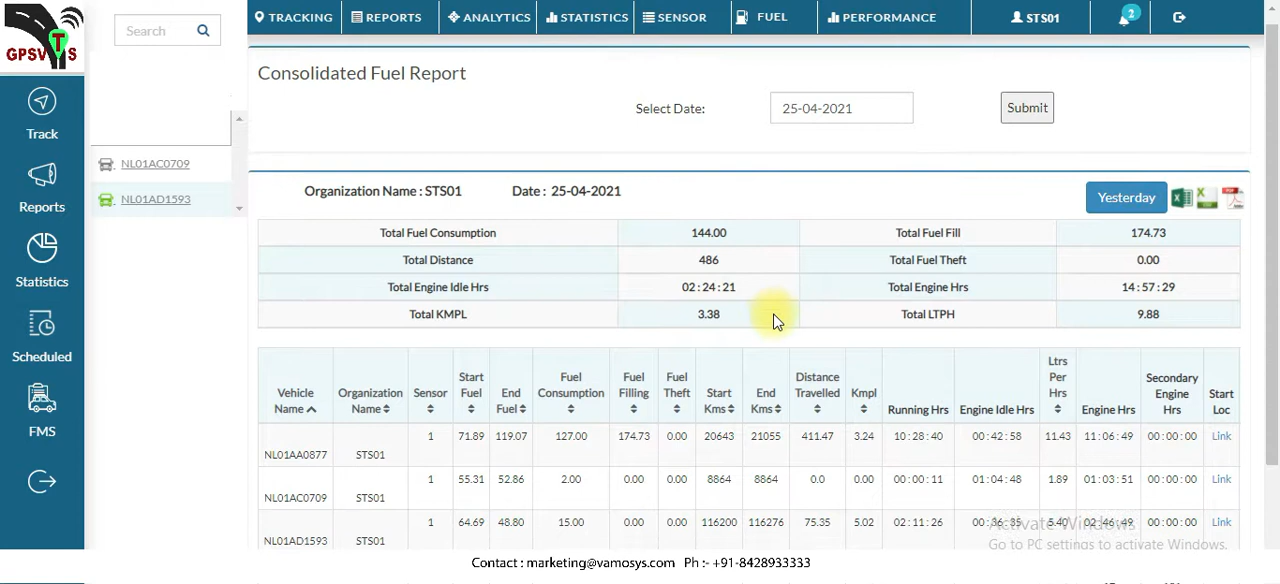 GPSVTS
Search
TRACKING
REPORTS
ANALYTICS
STATISTICS
SENSOR
FUEL
PERFORMANCE
STS01
2
Track
Reports
Statistics
Scheduled
FMS
NL01AC0709
NL01AD1593
Consolidated Fuel Report
Select Date: 25-04-2021 Submit
Organization Name : STS01 Date : 25-04-2021 Yesterday
Total Fuel Consumption 144.00 Total Fuel Fill 174.73
Total Distance 486 Total Fuel Theft 0.00
Total Engine Idle Hrs 02:24:21 Total Engine Hrs 14:57:29
Total KMPL 3.38 Total LTPH 9.88
Vehicle Name Organization Name Sensor Start Fuel End Fuel Fuel Consumption Fuel Filling Fuel Theft Start Kms End Kms Distance Travelled Kmpl Running Hrs Engine Idle Hrs Ltrs Per Hrs Engine Hrs Secondary Engine Hrs Start Loc
NL01AA0877 STS01 1 71.89 119.07 127.00 174.73 0.00 20643 21055 411.47 3.24 10:28:40 00:42:58 11.43 11:06:49 00:00:00 Link
NL01AC0709 STS01 1 55.31 52.86 2.00 0.00 0.00 8864 8864 0.0 0.00 00:00:11 01:04:48 1.89 01:03:51 00:00:00 Link
NL01AD1593 STS01 1 64.69 48.80 15.00 0.00 0.00 116200 116276 75.35 5.02 02:11:26 00:36:35 5.40 02:46:49 00:00:00 Link
Activate Windows
Go to PC settings to activate Windows.
Contact : marketing@vamosys.com Ph :- +91-8428933333